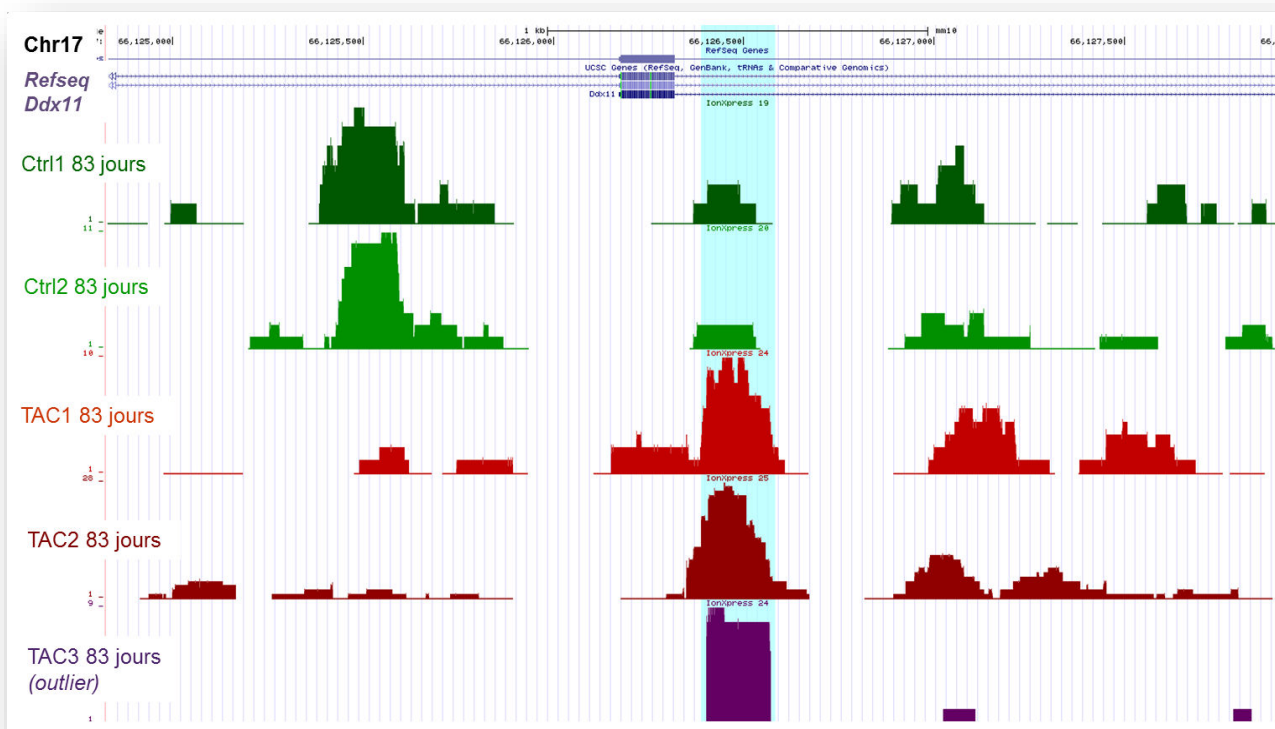 Chr17
1 kb
mm10
66,125,000
66,125,500
66,126,000
66,126,500
66,127,000
66,127,500
66,
RefSeq Genes
Refseq
Ddx11
UCSC Genes (RefSeq, GenBank, tRNAs & Comparative Genomics)
Ddx11
IonXpress 19
Ctrl1 83 jours
1 _
11 _
IonXpress 20
Ctrl2 83 jours
1 _
10 _
IonXpress 24
TAC1 83 jours
1 _
28 _
IonXpress 25
TAC2 83 jours
1 _
9 _
IonXpress 24
TAC3 83 jours
(outlier)
1